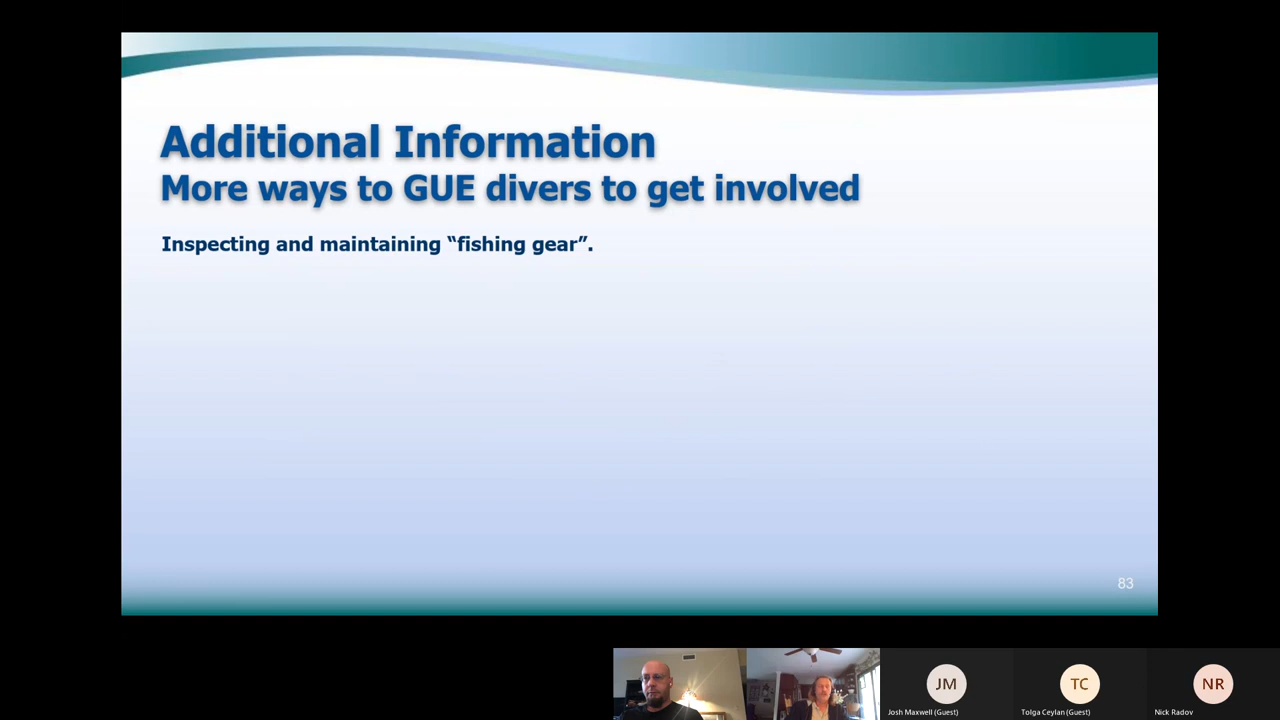 Additional Information
More ways to GUE divers to get involved
Inspecting and maintaining “fishing gear”.
83
JM
TC
NR
Josh Maxwell (Guest)
Tolga Ceylan (Guest)
Nick Radov